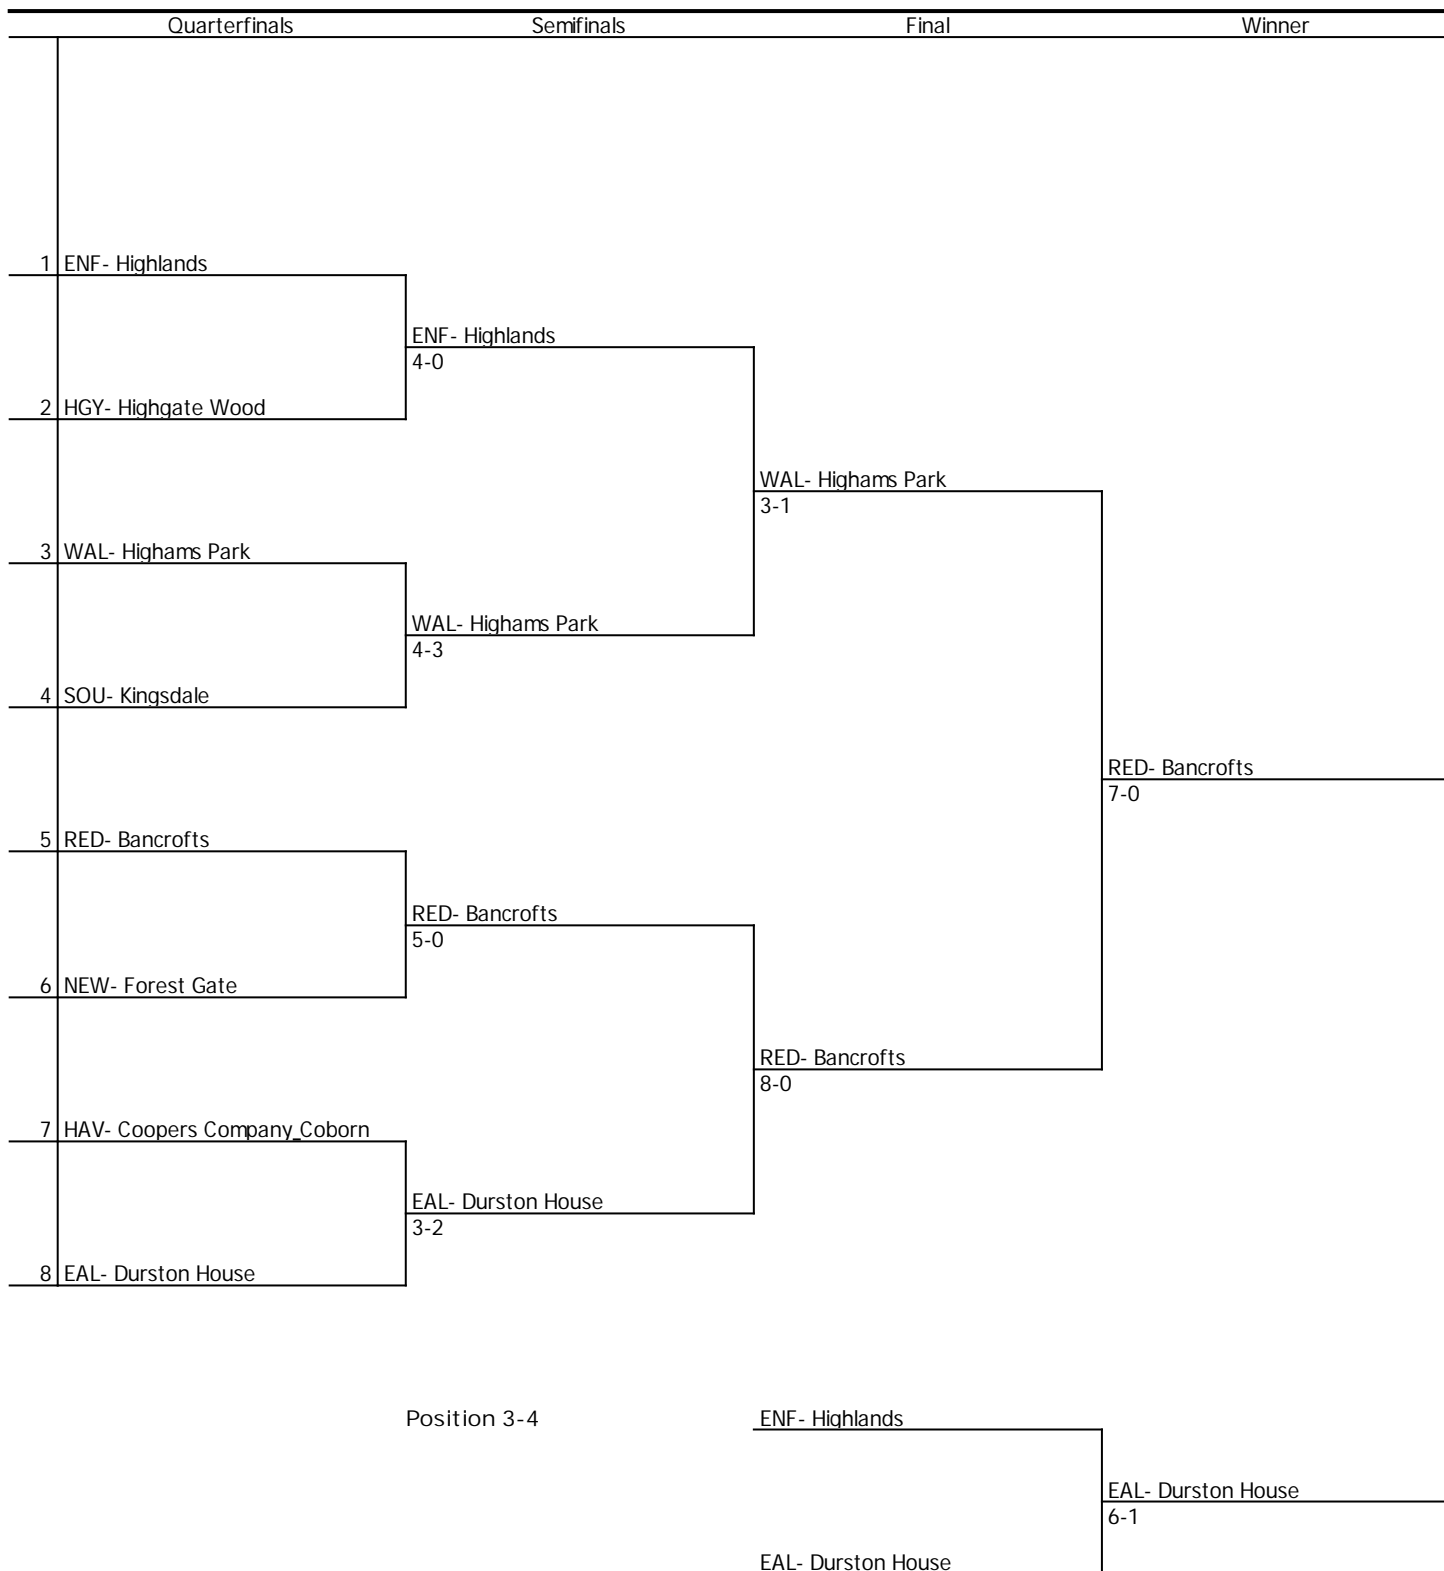 Quarterfinals Semifinals Final Winner
1 ENF- Highlands
ENF- Highlands
4-0
2 HGY- Highgate Wood
WAL- Highams Park
3-1
3 WAL- Highams Park
WAL- Highams Park
4-3
4 SOU- Kingsdale
RED- Bancrofts
7-0
5 RED- Bancrofts
RED- Bancrofts
5-0
6 NEW- Forest Gate
RED- Bancrofts
8-0
7 HAV- Coopers Company_Coborn
EAL- Durston House
3-2
8 EAL- Durston House
Position 3-4 ENF- Highlands
EAL- Durston House
6-1
EAL- Durston House